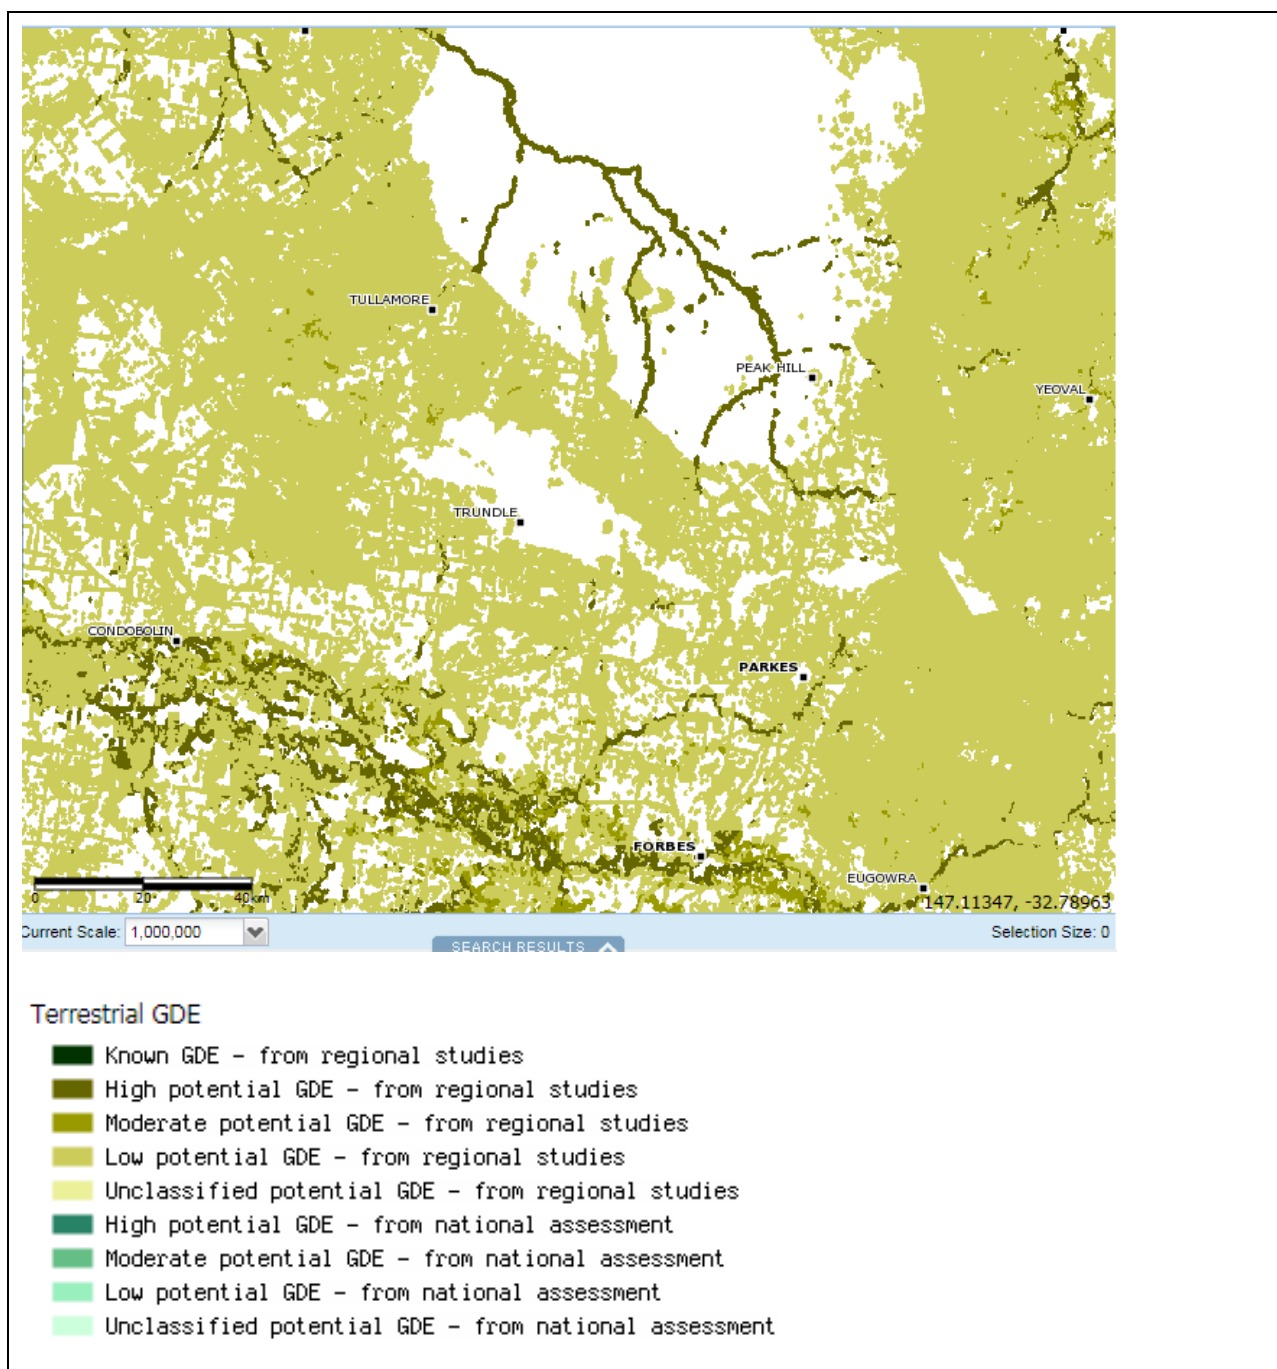 TULLAMORE
PEAK HILL
YEOVAL
TRUNDLE
CONDOBOLIN
PARKES
FORBES
EUGOWRA
0 20 40km
147.11347, -32.78963
Current Scale: 1,000,000
SEARCH RESULTS
Selection Size: 0
Terrestrial GDE
Known GDE - from regional studies
High potential GDE - from regional studies
Moderate potential GDE - from regional studies
Low potential GDE - from regional studies
Unclassified potential GDE - from regional studies
High potential GDE - from national assessment
Moderate potential GDE - from national assessment
Low potential GDE - from national assessment
Unclassified potential GDE - from national assessment